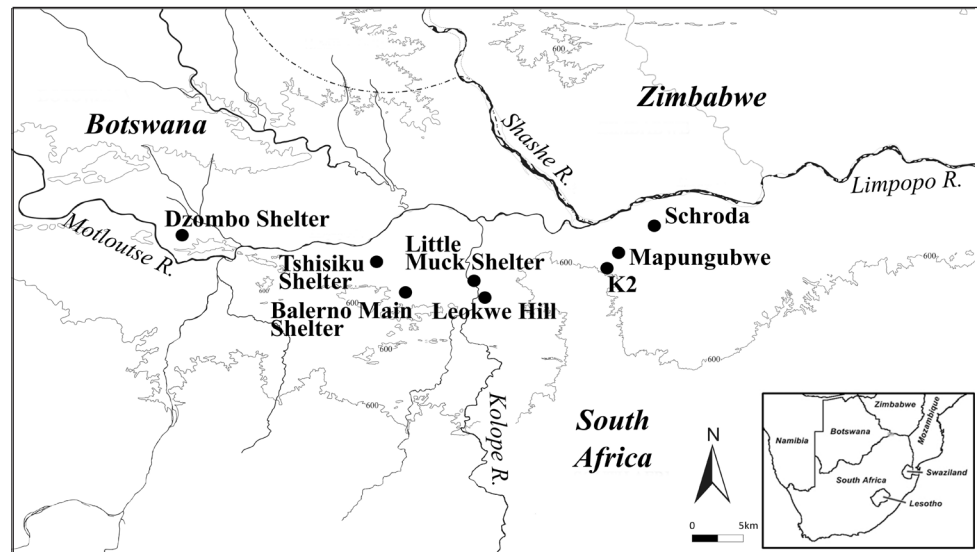 600
Zimbabwe
Botswana
Shashe R.
Limpopo R.
Dzombo Shelter
Schroda
Motloutse R.
Little
Muck Shelter
Tshisiku
Shelter
Mapungubwe
600
K2
Balerno Main
Shelter
600
Leokwe Hill
600
600
600
600
Kolope R.
South
Africa
N
0 5km
Zimbabwe
Mozambique
Namibia
Botswana
South Africa
Swaziland
Lesotho